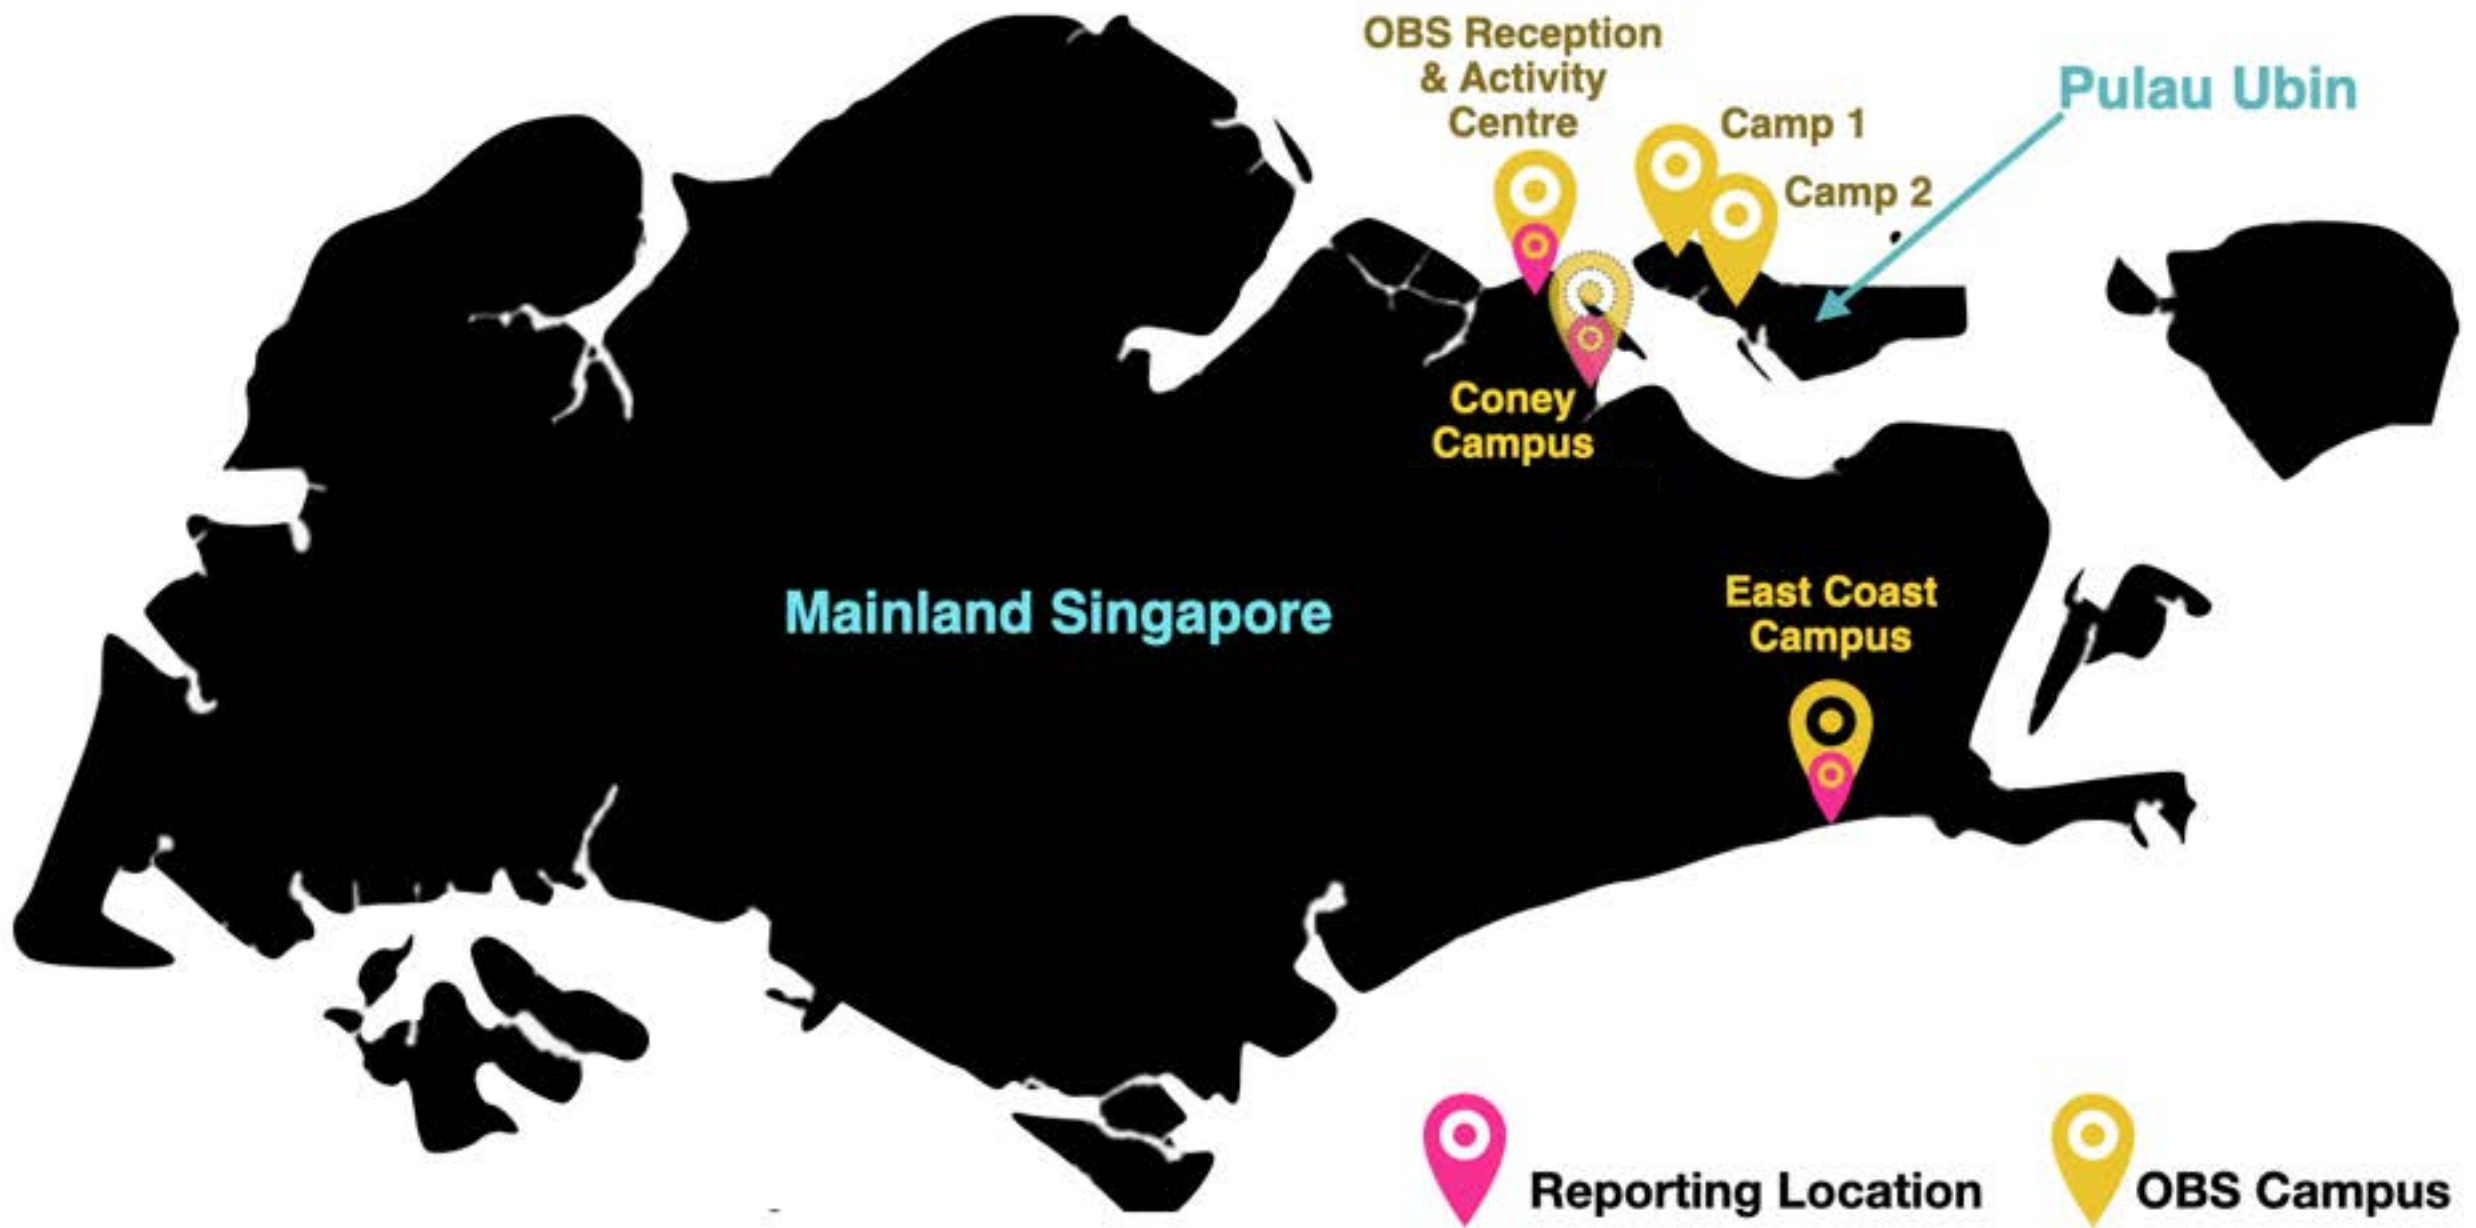 OBS Reception
& Activity
Centre
Camp 1
Camp 2
Pulau Ubin
Coney
Campus
Mainland Singapore
East Coast
Campus
Reporting Location
OBS Campus